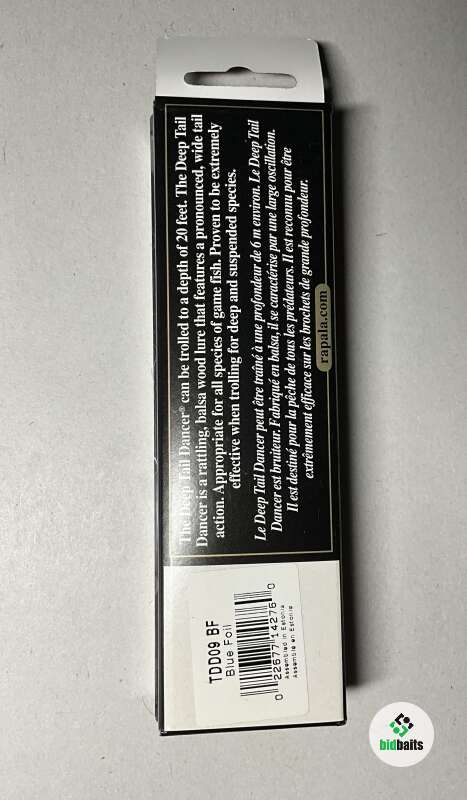 The Deep Tail Dancer® can be trolled to a depth of 20 feet. The Deep Tail
Dancer is a rattling, balsa wood lure that features a pronounced, wide tail
action. Appropriate for all species of game fish. Proven to be extremely
effective when trolling for deep and suspended species.
Le Deep Tail Dancer peut être traîné à une profondeur de 6 m environ. Le Deep Tail
Dancer est bruiteur. Fabriqué en balsa, il se caractérise par une large oscillation.
Il est destiné pour la pêche de tous les prédateurs. Il est reconnu pour être
extrêmement efficace sur les brochets de grande profondeur.
rapala.com
TDD09 BF
Blue Foil
0 22677 14276 0
Assembled in Estonia
Assemblé en Estonie
bidbaits